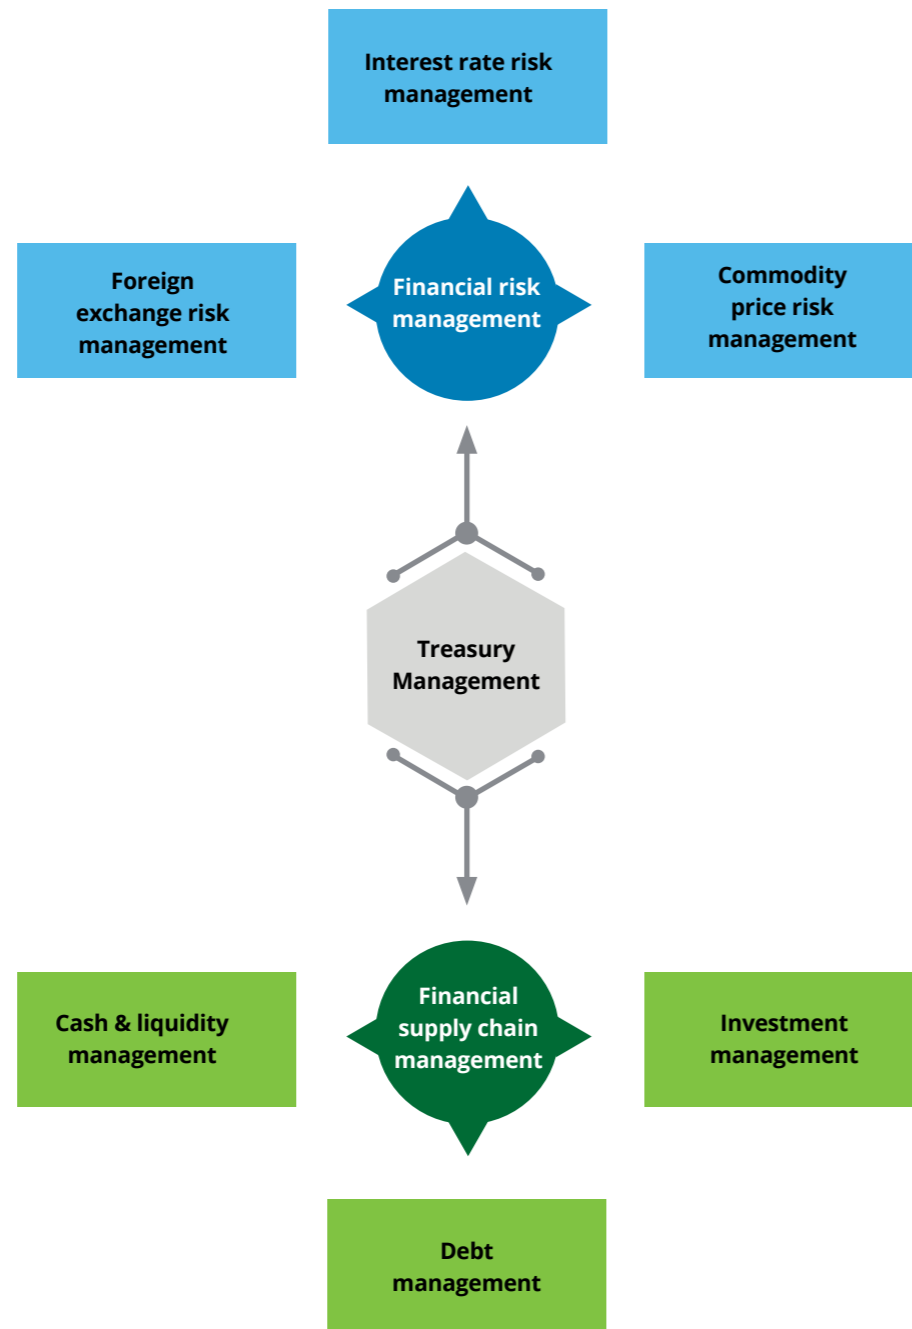 Interest rate risk
management
Foreign
exchange risk
management
Financial risk
management
Commodity
price risk
management
Treasury
Management
Cash & liquidity
management
Financial
supply chain
management
Investment
management
Debt
management